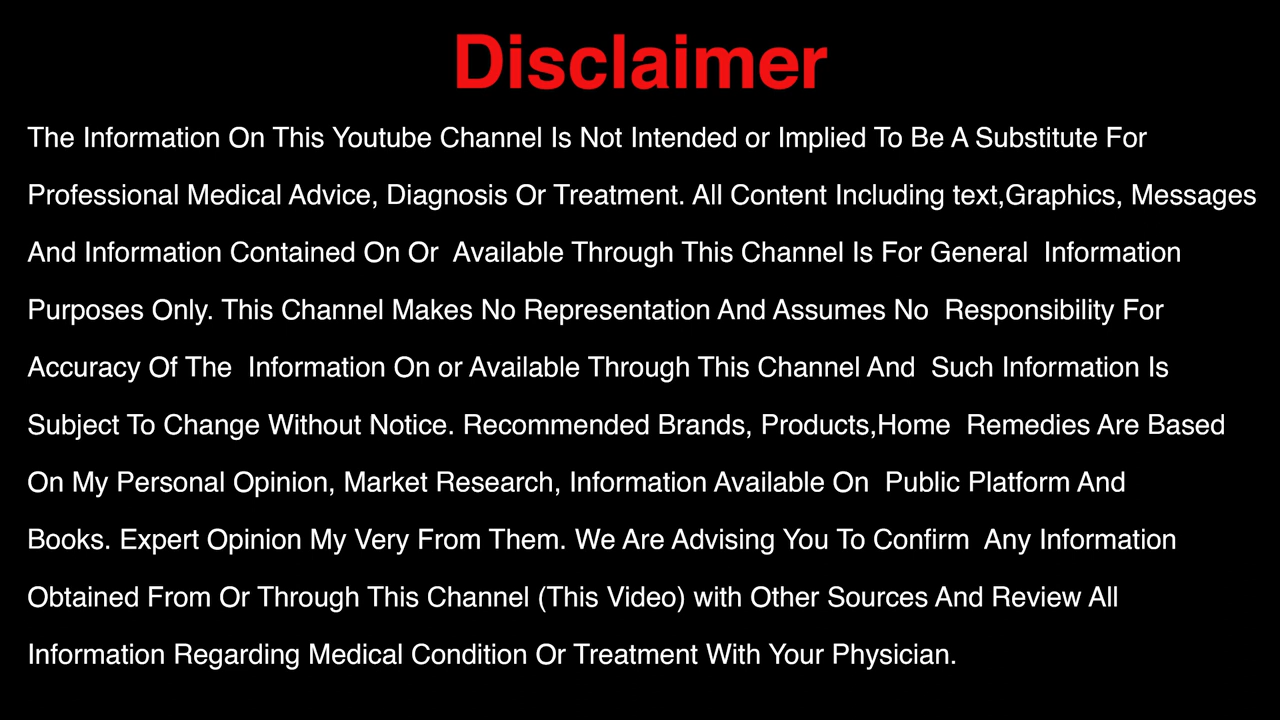 Disclaimer
The Information On This Youtube Channel Is Not Intended or Implied To Be A Substitute For
Professional Medical Advice, Diagnosis Or Treatment. All Content Including text,Graphics, Messages
And Information Contained On Or  Available Through This Channel Is For General  Information
Purposes Only. This Channel Makes No Representation And Assumes No  Responsibility For
Accuracy Of The  Information On or Available Through This Channel And  Such Information Is
Subject To Change Without Notice. Recommended Brands, Products,Home  Remedies Are Based
On My Personal Opinion, Market Research, Information Available On  Public Platform And
Books. Expert Opinion My Very From Them. We Are Advising You To Confirm  Any Information
Obtained From Or Through This Channel (This Video) with Other Sources And Review All
Information Regarding Medical Condition Or Treatment With Your Physician.